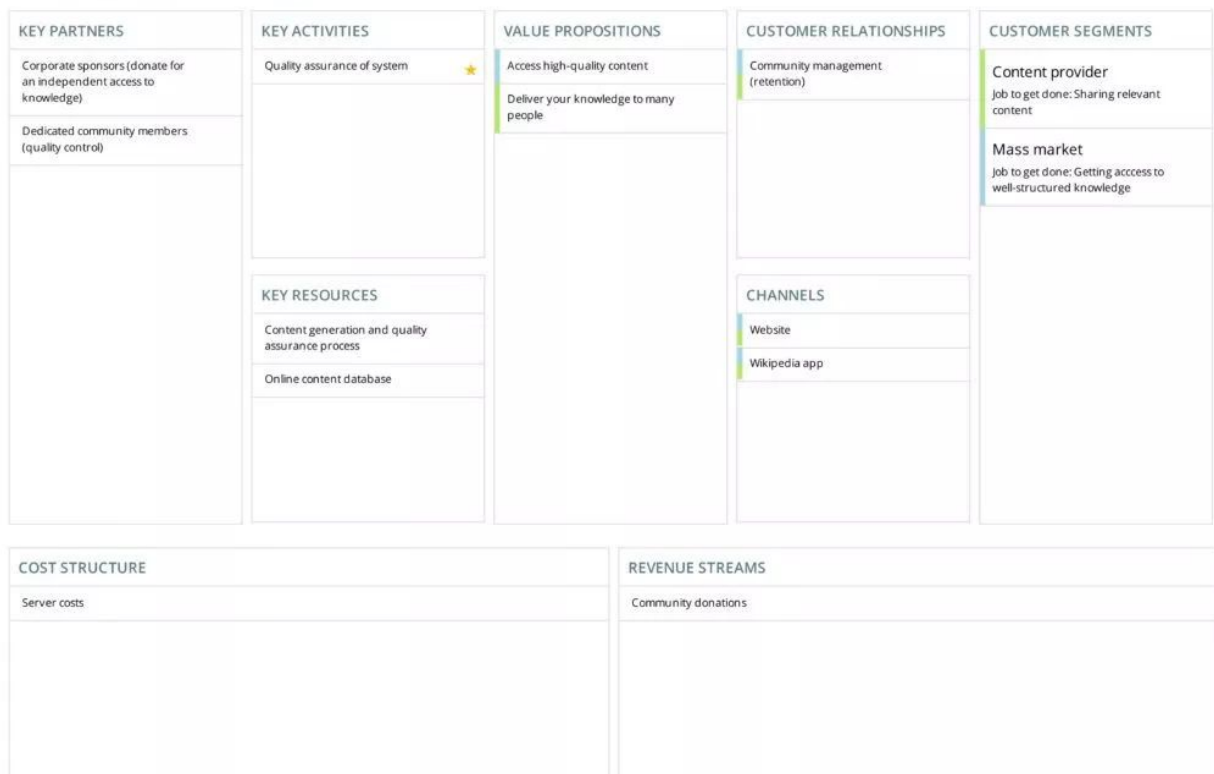 KEY PARTNERS
Corporate sponsors (donate for
an independent access to
knowledge)
Dedicated community members
(quality control)
KEY ACTIVITIES
Quality assurance of system
KEY RESOURCES
Content generation and quality
assurance process
Online content database
VALUE PROPOSITIONS
Access high-quality content
Deliver your knowledge to many
people
CUSTOMER RELATIONSHIPS
Community management
(retention)
CHANNELS
Website
Wikipedia app
CUSTOMER SEGMENTS
Content provider
Job to get done: Sharing relevant
content
Mass market
Job to get done: Getting acccess to
well-structured knowledge
COST STRUCTURE
Server costs
REVENUE STREAMS
Community donations